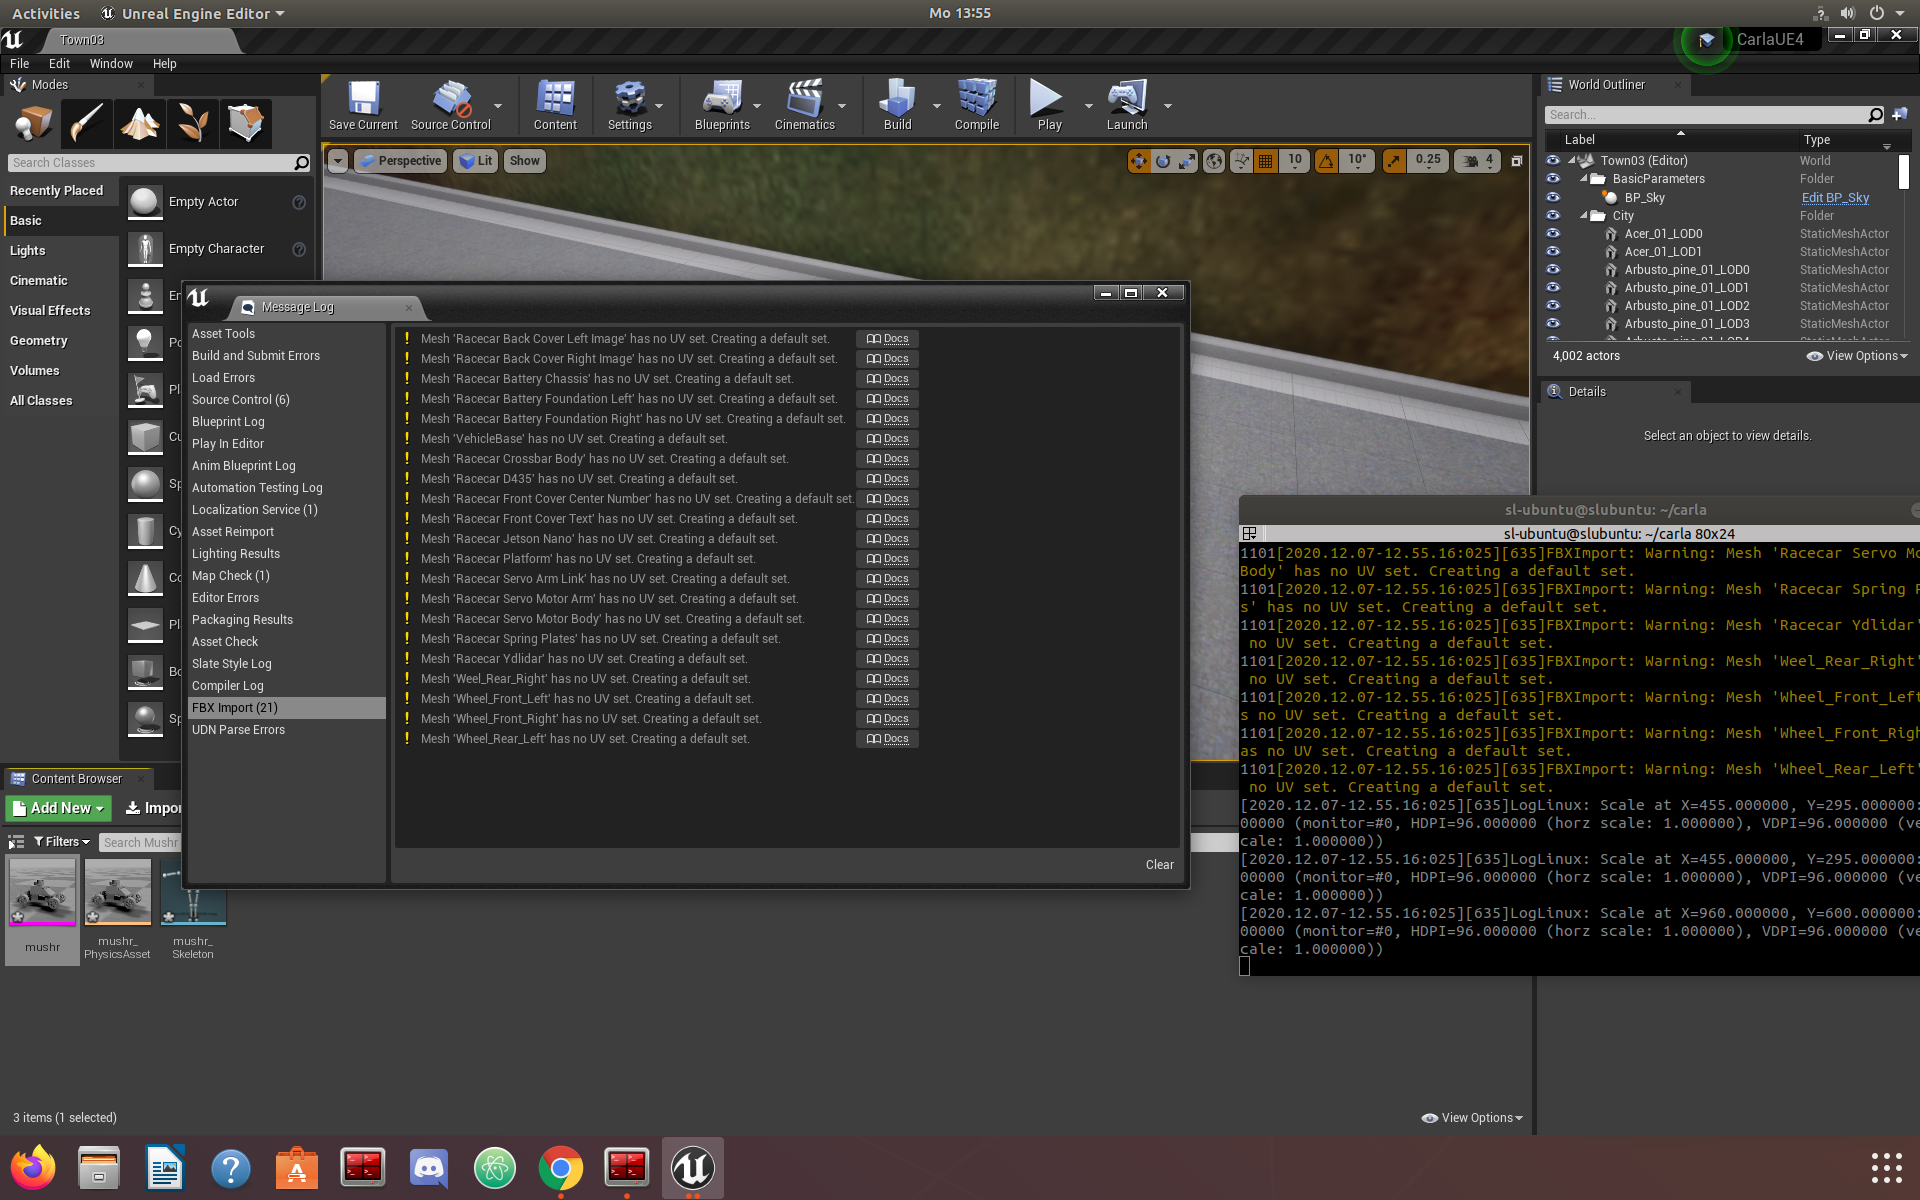 Activities
Unreal Engine Editor
Mo 13:55
Town03
CarlaUE4
File Edit Window Help
Modes
Search Classes
Recently Placed
Basic
Lights
Cinematic
Visual Effects
Geometry
Volumes
All Classes
Empty Actor
Empty Character
Save Current
Source Control
Content
Settings
Blueprints
Cinematics
Build
Compile
Play
Launch
Perspective
Lit
Show
10
10°
0.25
4
World Outliner
Search...
Label Type
Town03 (Editor) World
BasicParameters Folder
BP_Sky Edit BP_Sky
City Folder
Acer_01_LOD0 StaticMeshActor
Acer_01_LOD1 StaticMeshActor
Arbusto_pine_01_LOD0 StaticMeshActor
Arbusto_pine_01_LOD1 StaticMeshActor
Arbusto_pine_01_LOD2 StaticMeshActor
Arbusto_pine_01_LOD3 StaticMeshActor
4,002 actors
View Options
Details
Select an object to view details.
Message Log
Asset Tools
Build and Submit Errors
Load Errors
Source Control (6)
Blueprint Log
Play In Editor
Anim Blueprint Log
Automation Testing Log
Localization Service (1)
Asset Reimport
Lighting Results
Map Check (1)
Editor Errors
Packaging Results
Asset Check
Slate Style Log
Compiler Log
FBX Import (21)
UDN Parse Errors
Mesh 'Racecar Back Cover Left Image' has no UV set. Creating a default set. Docs
Mesh 'Racecar Back Cover Right Image' has no UV set. Creating a default set. Docs
Mesh 'Racecar Battery Chassis' has no UV set. Creating a default set. Docs
Mesh 'Racecar Battery Foundation Left' has no UV set. Creating a default set. Docs
Mesh 'Racecar Battery Foundation Right' has no UV set. Creating a default set. Docs
Mesh 'VehicleBase' has no UV set. Creating a default set. Docs
Mesh 'Racecar Crossbar Body' has no UV set. Creating a default set. Docs
Mesh 'Racecar D435' has no UV set. Creating a default set. Docs
Mesh 'Racecar Front Cover Center Number' has no UV set. Creating a default set. Docs
Mesh 'Racecar Front Cover Text' has no UV set. Creating a default set. Docs
Mesh 'Racecar Jetson Nano' has no UV set. Creating a default set. Docs
Mesh 'Racecar Platform' has no UV set. Creating a default set. Docs
Mesh 'Racecar Servo Arm Link' has no UV set. Creating a default set. Docs
Mesh 'Racecar Servo Motor Arm' has no UV set. Creating a default set. Docs
Mesh 'Racecar Servo Motor Body' has no UV set. Creating a default set. Docs
Mesh 'Racecar Spring Plates' has no UV set. Creating a default set. Docs
Mesh 'Racecar Ydlidar' has no UV set. Creating a default set. Docs
Mesh 'Weel_Rear_Right' has no UV set. Creating a default set. Docs
Mesh 'Wheel_Front_Left' has no UV set. Creating a default set. Docs
Mesh 'Wheel_Front_Right' has no UV set. Creating a default set. Docs
Mesh 'Wheel_Rear_Left' has no UV set. Creating a default set. Docs
Clear
sl-ubuntu@slubuntu: ~/carla
sl-ubuntu@slubuntu: ~/carla 80x24
1101[2020.12.07-12.55.16:025][635]FBXImport: Warning: Mesh 'Racecar Servo Mo
Body' has no UV set. Creating a default set.
1101[2020.12.07-12.55.16:025][635]FBXImport: Warning: Mesh 'Racecar Spring P
s' has no UV set. Creating a default set.
1101[2020.12.07-12.55.16:025][635]FBXImport: Warning: Mesh 'Racecar Ydlidar'
no UV set. Creating a default set.
1101[2020.12.07-12.55.16:025][635]FBXImport: Warning: Mesh 'Weel_Rear_Right'
no UV set. Creating a default set.
1101[2020.12.07-12.55.16:025][635]FBXImport: Warning: Mesh 'Wheel_Front_Left
s no UV set. Creating a default set.
1101[2020.12.07-12.55.16:025][635]FBXImport: Warning: Mesh 'Wheel_Front_Righ
as no UV set. Creating a default set.
1101[2020.12.07-12.55.16:025][635]FBXImport: Warning: Mesh 'Wheel_Rear_Left'
no UV set. Creating a default set.
[2020.12.07-12.55.16:025][635]LogLinux: Scale at X=455.000000, Y=295.000000:
00000 (monitor=#0, HDPI=96.000000 (horz scale: 1.000000), VDPI=96.000000 (ve
cale: 1.000000))
[2020.12.07-12.55.16:025][635]LogLinux: Scale at X=455.000000, Y=295.000000:
00000 (monitor=#0, HDPI=96.000000 (horz scale: 1.000000), VDPI=96.000000 (ve
cale: 1.000000))
[2020.12.07-12.55.16:025][635]LogLinux: Scale at X=960.000000, Y=600.000000:
00000 (monitor=#0, HDPI=96.000000 (horz scale: 1.000000), VDPI=96.000000 (ve
cale: 1.000000))
Content Browser
Add New
Impor
Filters
Search Mushr
mushr
mushr_
PhysicsAsset
mushr_
Skeleton
3 items (1 selected)
View Options